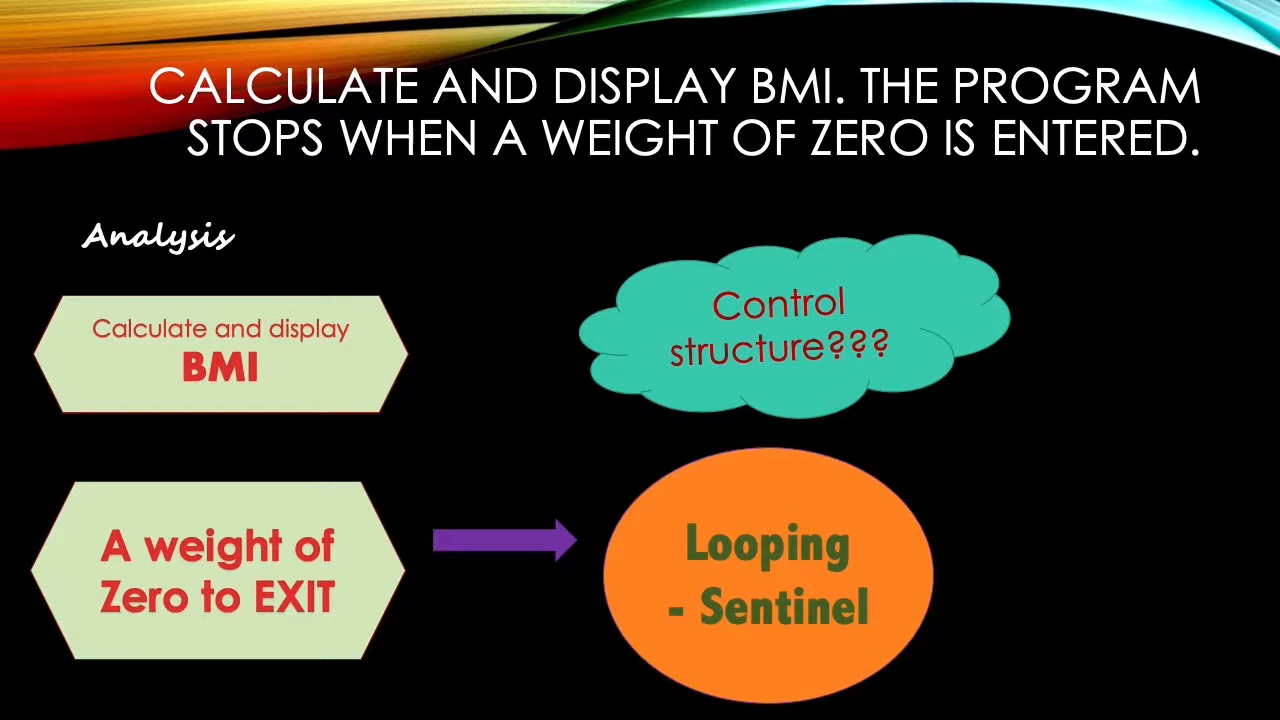 CALCULATE AND DISPLAY BMI. THE PROGRAM
STOPS WHEN A WEIGHT OF ZERO IS ENTERED.
Analysis
Calculate and display
BMI
Control
structure???
A weight of
Zero to EXIT
Looping
- Sentinel